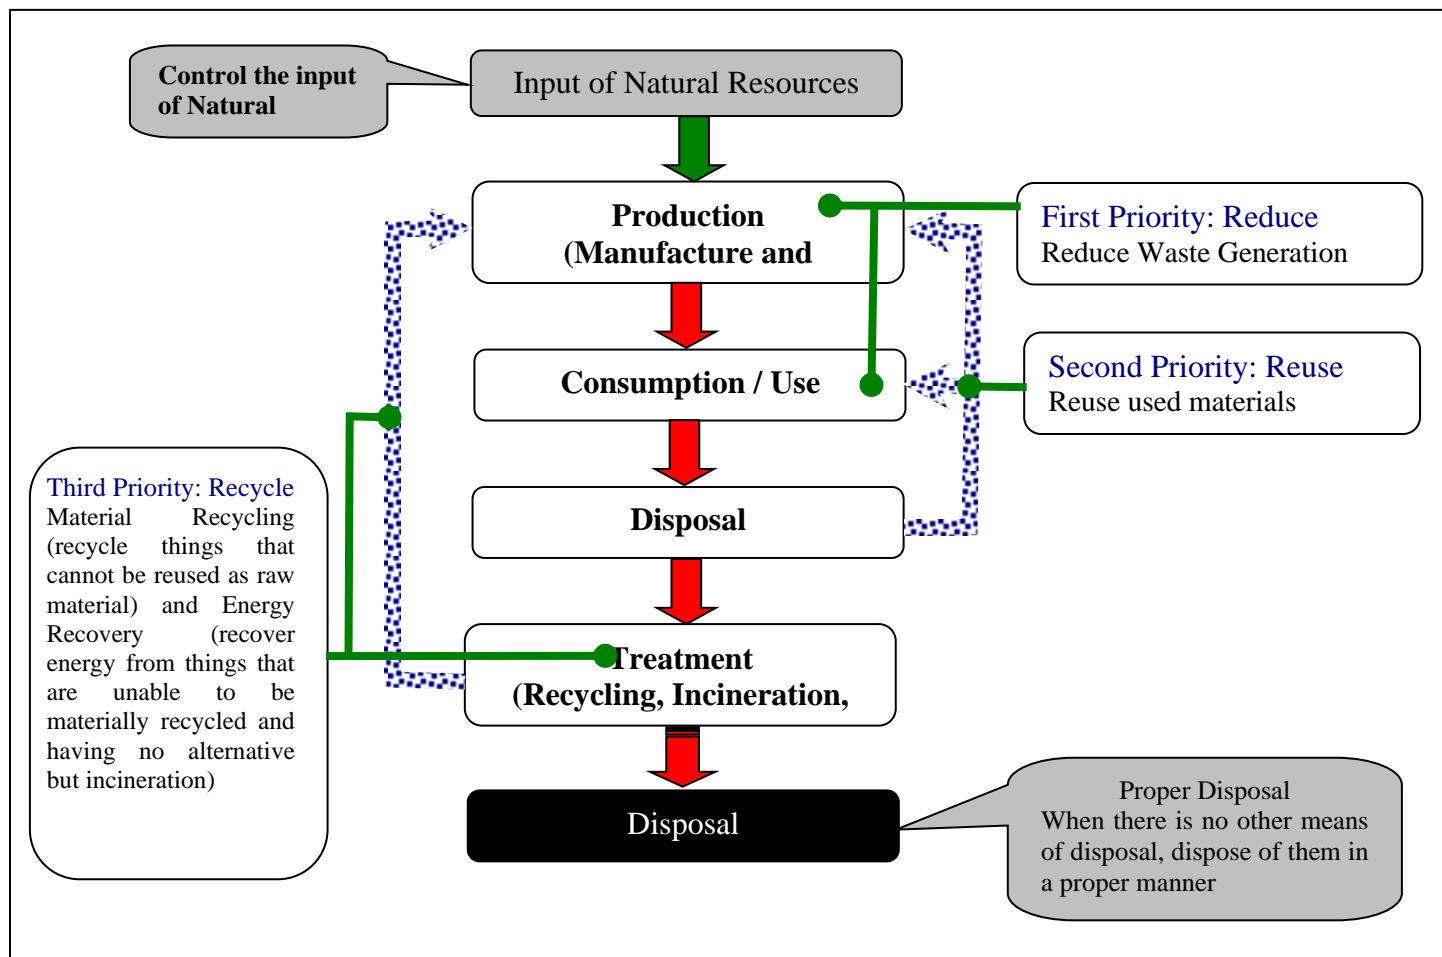 Control the input
of Natural
Input of Natural Resources
Production
(Manufacture and
First Priority: Reduce
Reduce Waste Generation
Consumption / Use
Second Priority: Reuse
Reuse used materials
Third Priority: Recycle
Material Recycling
(recycle things that
cannot be reused as raw
material) and Energy
Recovery (recover
energy from things that
are unable to be
materially recycled and
having no alternative
but incineration)
Disposal
Treatment
(Recycling, Incineration,
Disposal
Proper Disposal
When there is no other means
of disposal, dispose of them in
a proper manner